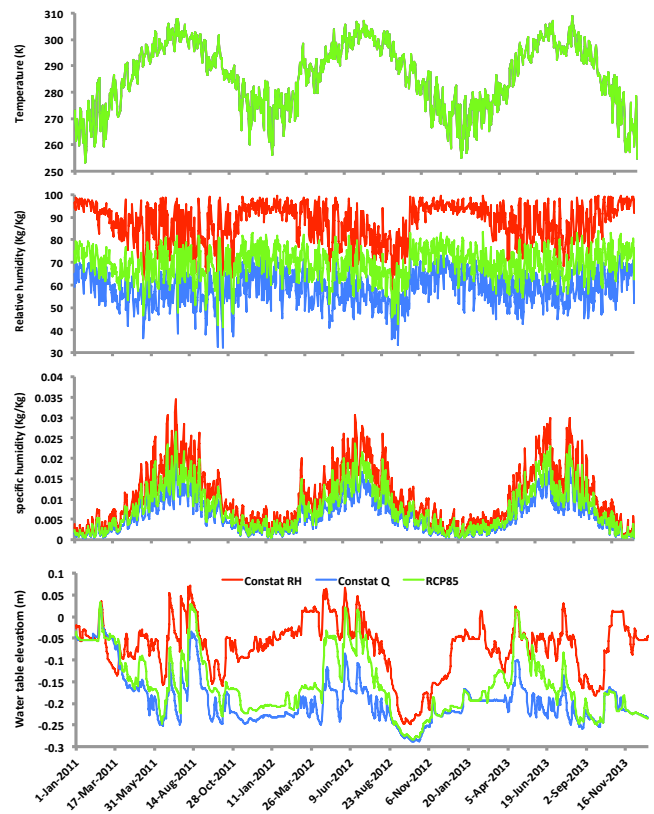 310
300
290
280
270
260
250
Temperature (K)
100
90
80
70
60
50
40
30
Relative humidity (Kg/Kg)
0.04
0.035
0.03
0.025
0.02
0.015
0.01
0.005
0
specific humidity (Kg/Kg)
Constat RH Constat Q RCP85
0.1
0.05
0
-0.05
-0.1
-0.15
-0.2
-0.25
-0.3
Water table elevatiom (m)
1-Jan-2011
17-Mar-2011
31-May-2011
14-Aug-2011
28-Oct-2011
11-Jan-2012
26-Mar-2012
9-Jun-2012
23-Aug-2012
6-Nov-2012
20-Jan-2013
5-Apr-2013
19-Jun-2013
2-Sep-2013
16-Nov-2013